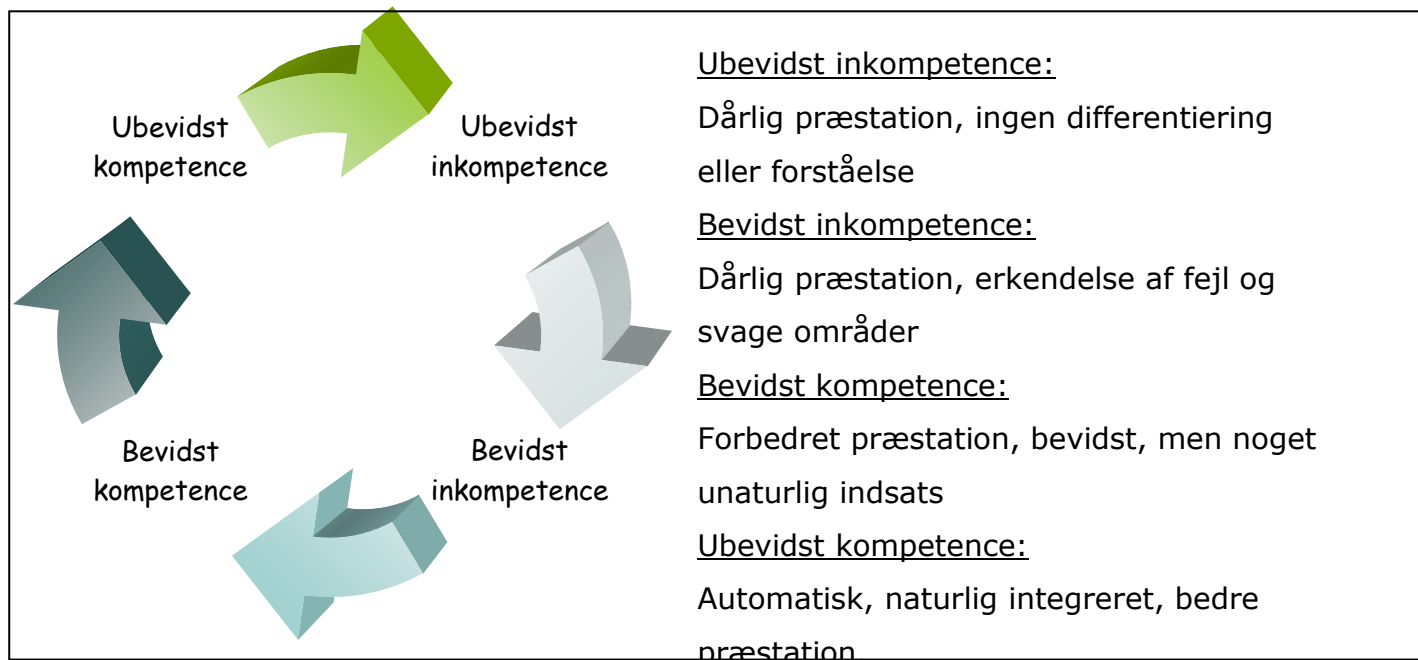 Ubevidst
kompetence
Ubevidst
inkompetence
Bevidst
kompetence
Bevidst
inkompetence
Ubevidst inkompetence:
Dårlig præstation, ingen differentiering
eller forståelse
Bevidst inkompetence:
Dårlig præstation, erkendelse af fejl og
svage områder
Bevidst kompetence:
Forbedret præstation, bevidst, men noget
unaturlig indsats
Ubevidst kompetence:
Automatisk, naturlig integreret, bedre
præstation